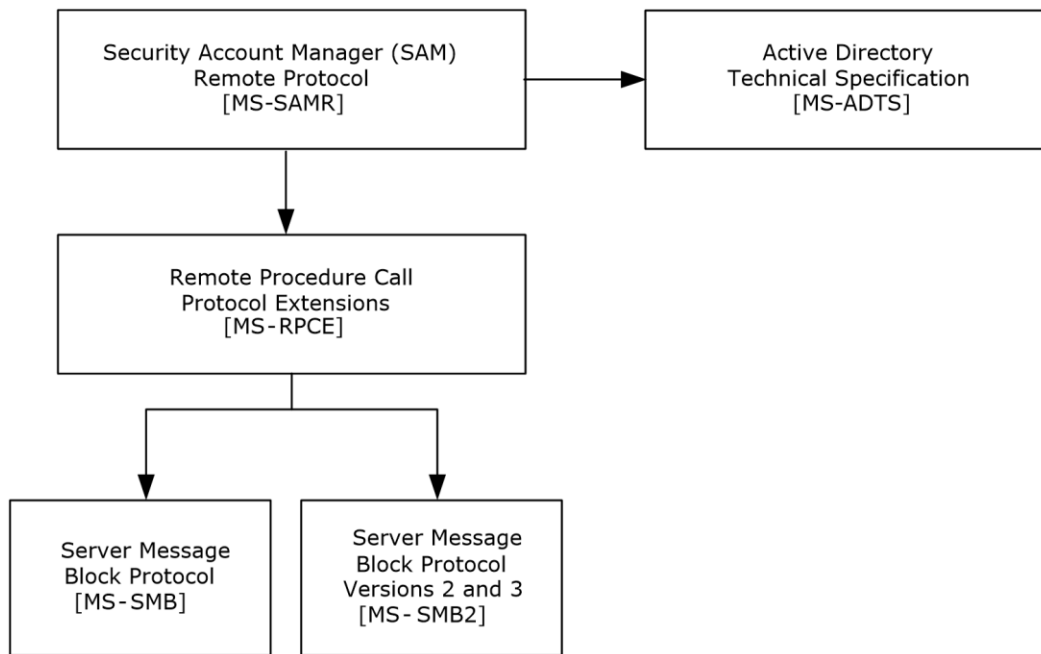 Security Account Manager (SAM)
Remote Protocol
[MS-SAMR]
Active Directory
Technical Specification
[MS-ADTS]
Remote Procedure Call
Protocol Extensions
[MS-RPCE]
Server Message
Block Protocol
[MS-SMB]
Server Message
Block Protocol
Versions 2 and 3
[MS-SMB2]